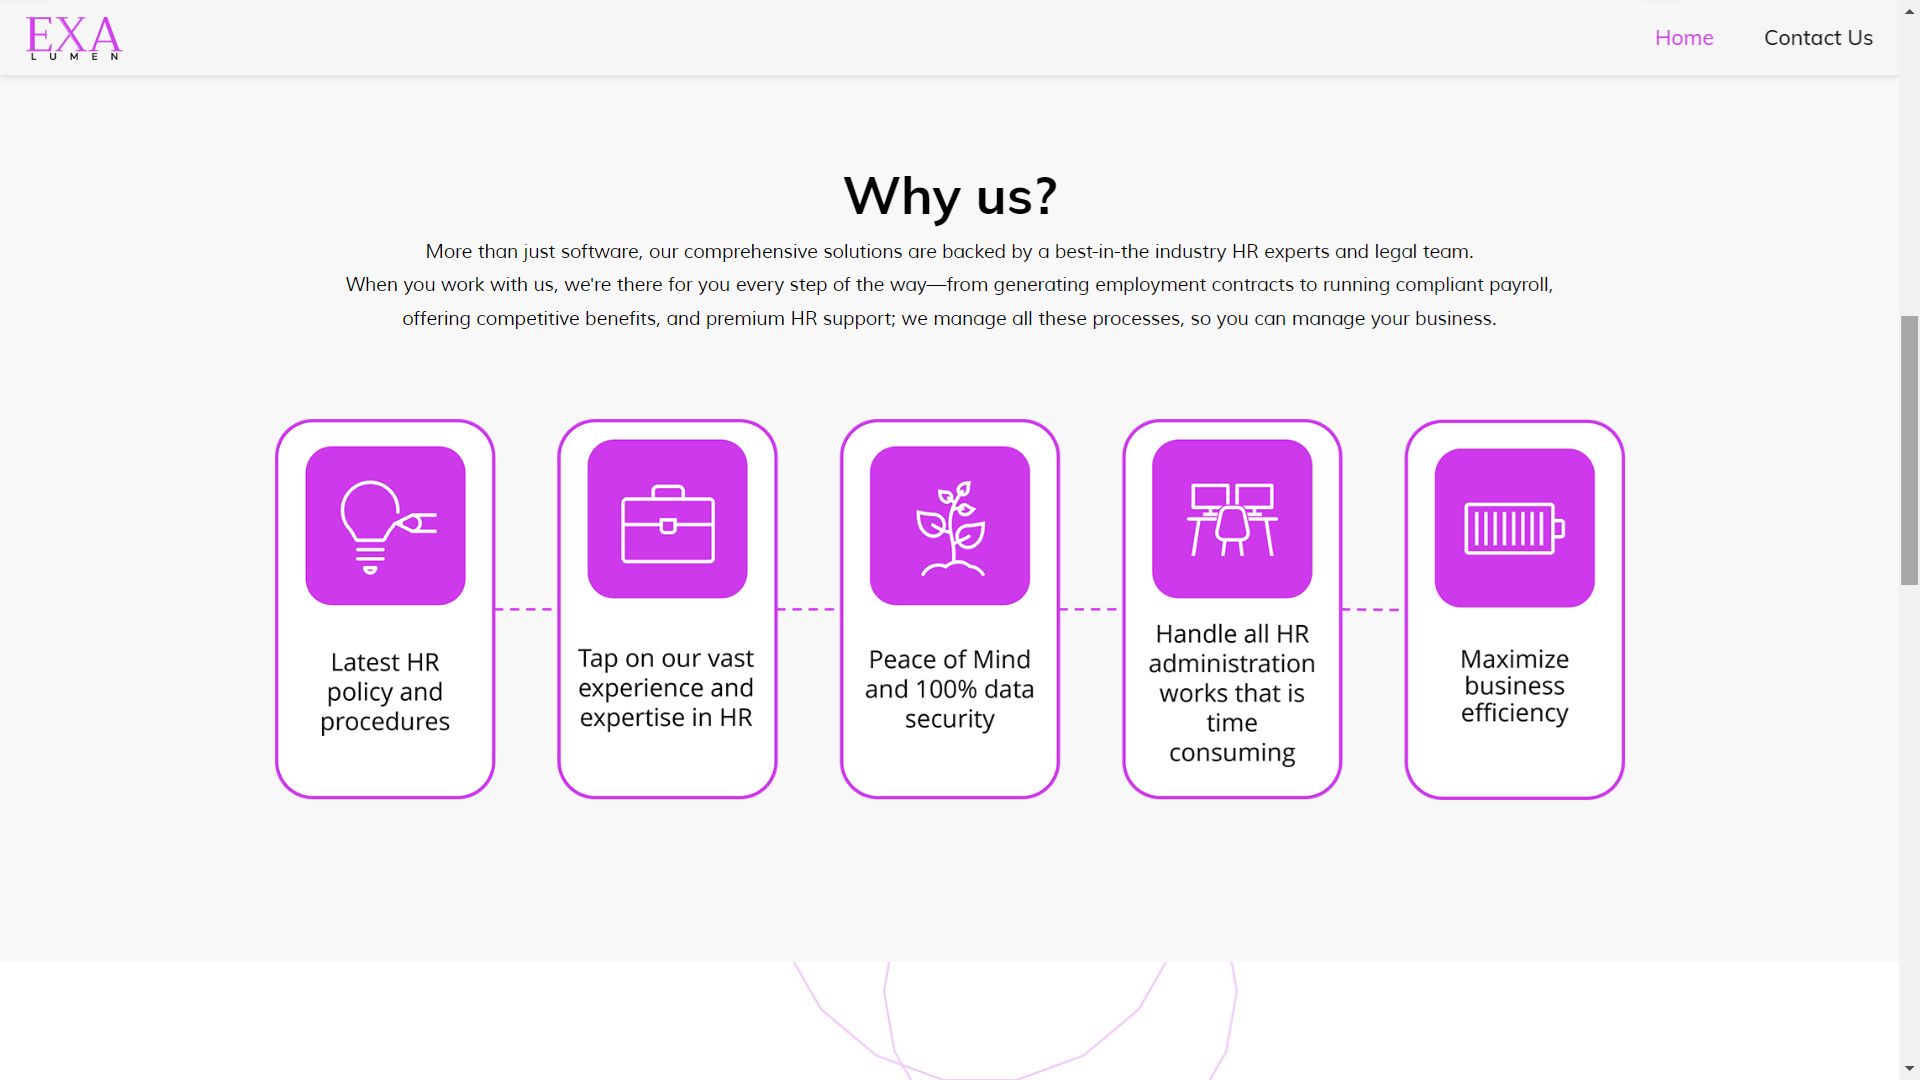 EXA
LUMEN
Home
Contact Us
Why us?
More than just software, our comprehensive solutions are backed by a best-in-the industry HR experts and legal team.
When you work with us, we're there for you every step of the way—from generating employment contracts to running compliant payroll,
offering competitive benefits, and premium HR support; we manage all these processes, so you can manage your business.
Latest HR
policy and
procedures
Tap on our vast
experience and
expertise in HR
Peace of Mind
and 100% data
security
Handle all HR
administration
works that is
time
consuming
Maximize
business
efficiency